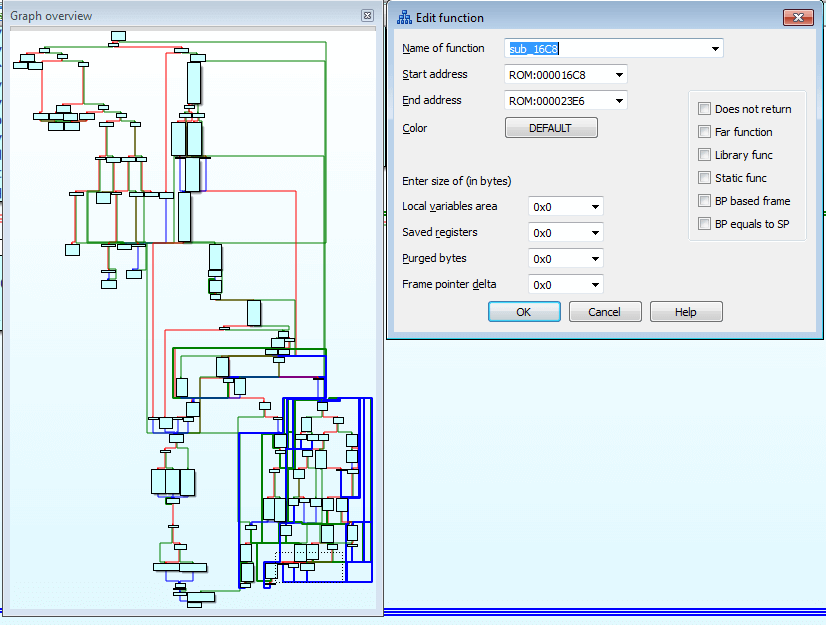 Graph overview
Edit function
Name of function sub_16C8
Start address ROM:000016C8
End address ROM:000023E6
Color DEFAULT
Does not return
Far function
Library func
Static func
BP based frame
BP equals to SP
Enter size of (in bytes)
Local variables area 0x0
Saved registers 0x0
Purged bytes 0x0
Frame pointer delta 0x0
OK Cancel Help